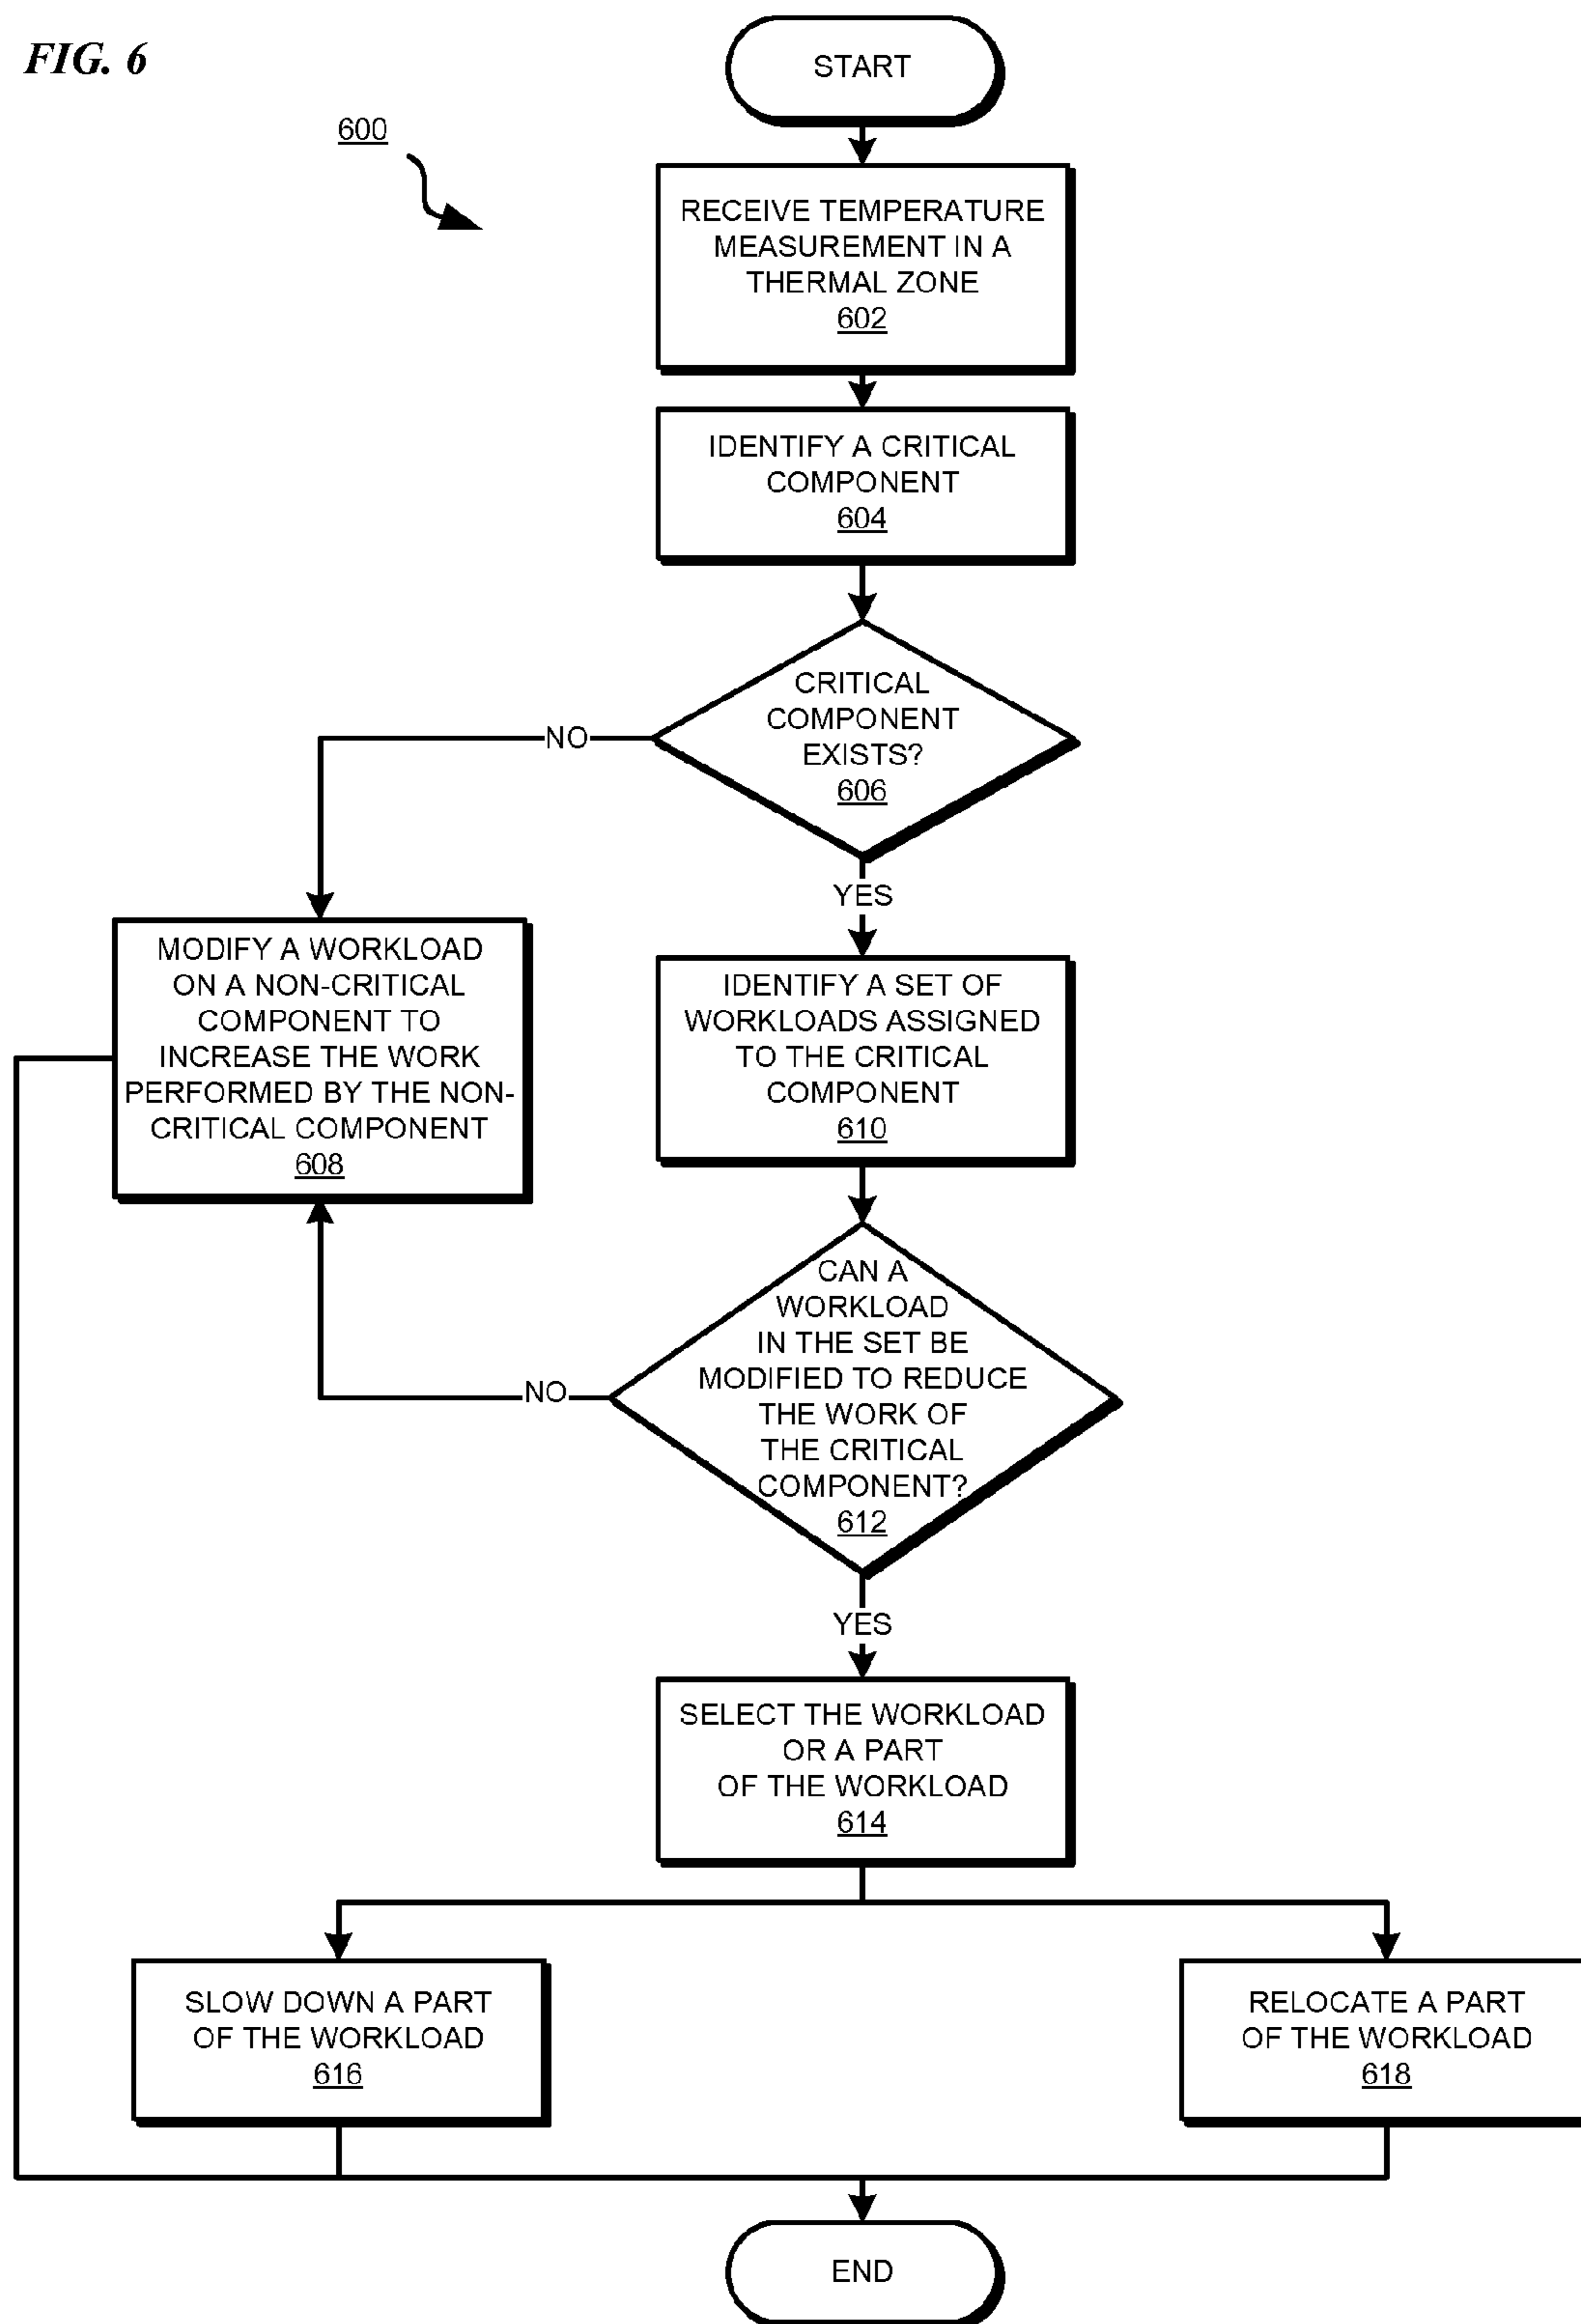 FIG. 6
600
START
RECEIVE TEMPERATURE
MEASUREMENT IN A
THERMAL ZONE
602
IDENTIFY A CRITICAL
COMPONENT
604
CRITICAL
COMPONENT
EXISTS?
606
NO
YES
MODIFY A WORKLOAD
ON A NON-CRITICAL
COMPONENT TO
INCREASE THE WORK
PERFORMED BY THE NON-
CRITICAL COMPONENT
608
IDENTIFY A SET OF
WORKLOADS ASSIGNED
TO THE CRITICAL
COMPONENT
610
CAN A
WORKLOAD
IN THE SET BE
MODIFIED TO REDUCE
THE WORK OF
THE CRITICAL
COMPONENT?
612
NO
YES
SELECT THE WORKLOAD
OR A PART
OF THE WORKLOAD
614
SLOW DOWN A PART
OF THE WORKLOAD
616
RELOCATE A PART
OF THE WORKLOAD
618
END